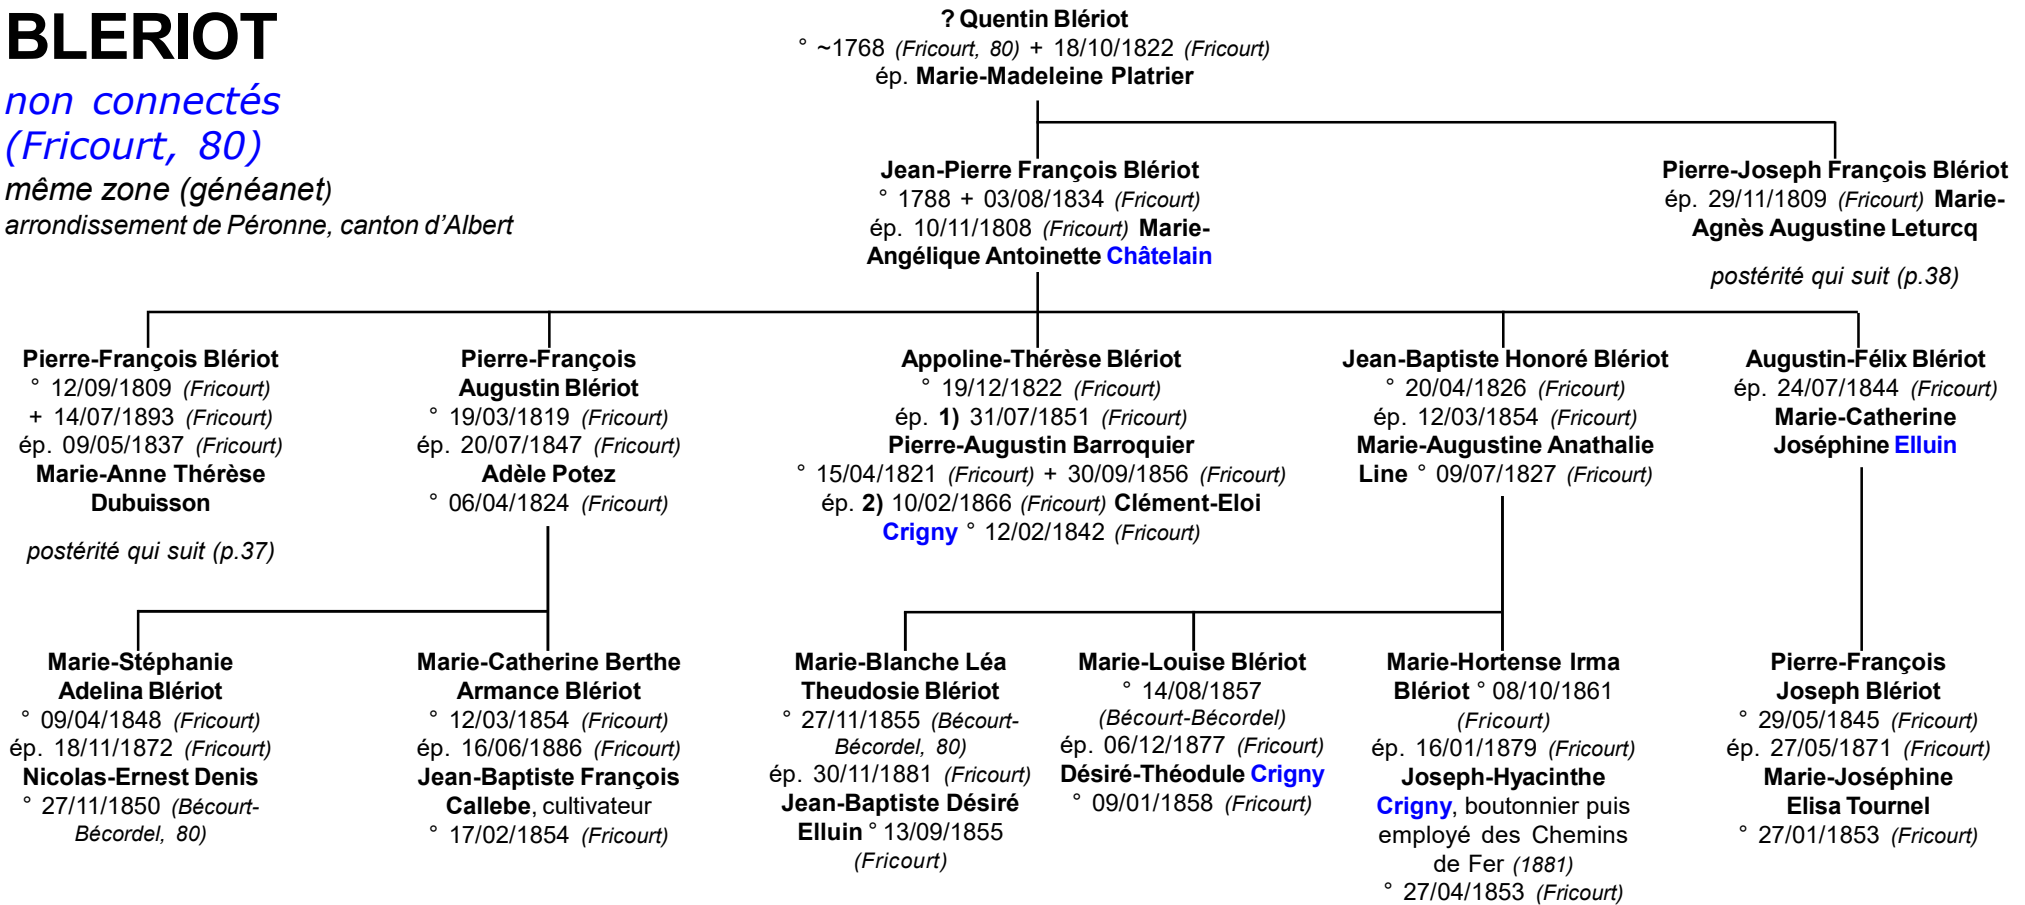 BLERIOT
non connectés
(Fricourt, 80)
même zone (généanet)
arrondissement de Péronne, canton d'Albert
? Quentin Blériot
° ~1768 (Fricourt, 80) + 18/10/1822 (Fricourt)
ép. Marie-Madeleine Platrier
Jean-Pierre François Blériot
° 1788 + 03/08/1834 (Fricourt)
ép. 10/11/1808 (Fricourt) Marie-
Angélique Antoinette Châtelain
Pierre-Joseph François Blériot
ép. 29/11/1809 (Fricourt) Marie-
Agnès Augustine Leturcq
postérité qui suit (p.38)
Pierre-François Blériot
° 12/09/1809 (Fricourt)
+ 14/07/1893 (Fricourt)
ép. 09/05/1837 (Fricourt)
Marie-Anne Thérèse
Dubuisson
postérité qui suit (p.37)
Pierre-François
Augustin Blériot
° 19/03/1819 (Fricourt)
ép. 20/07/1847 (Fricourt)
Adèle Potez
° 06/04/1824 (Fricourt)
Appoline-Thérèse Blériot
° 19/12/1822 (Fricourt)
ép. 1) 31/07/1851 (Fricourt)
Pierre-Augustin Barroquier
° 15/04/1821 (Fricourt) + 30/09/1856 (Fricourt)
ép. 2) 10/02/1866 (Fricourt) Clément-Eloi
Crigny ° 12/02/1842 (Fricourt)
Jean-Baptiste Honoré Blériot
° 20/04/1826 (Fricourt)
ép. 12/03/1854 (Fricourt)
Marie-Augustine Anathalie
Line ° 09/07/1827 (Fricourt)
Augustin-Félix Blériot
ép. 24/07/1844 (Fricourt)
Marie-Catherine
Joséphine Elluin
Marie-Stéphanie
Adelina Blériot
° 09/04/1848 (Fricourt)
ép. 18/11/1872 (Fricourt)
Nicolas-Ernest Denis
° 27/11/1850 (Bécourt-
Bécordel, 80)
Marie-Catherine Berthe
Armance Blériot
° 12/03/1854 (Fricourt)
ép. 16/06/1886 (Fricourt)
Jean-Baptiste François
Callebe, cultivateur
° 17/02/1854 (Fricourt)
Marie-Blanche Léa
Theudosie Blériot
° 27/11/1855 (Bécourt-
Bécordel, 80)
ép. 30/11/1881 (Fricourt)
Jean-Baptiste Désiré
Elluin ° 13/09/1855
(Fricourt)
Marie-Louise Blériot
° 14/08/1857
(Bécourt-Bécordel)
ép. 06/12/1877 (Fricourt)
Désiré-Théodule Crigny
° 09/01/1858 (Fricourt)
Marie-Hortense Irma
Blériot ° 08/10/1861
(Fricourt)
ép. 16/01/1879 (Fricourt)
Joseph-Hyacinthe
Crigny, boutonnier puis
employé des Chemins
de Fer (1881)
° 27/04/1853 (Fricourt)
Pierre-François
Joseph Blériot
° 29/05/1845 (Fricourt)
ép. 27/05/1871 (Fricourt)
Marie-Joséphine
Elisa Tournel
° 27/01/1853 (Fricourt)